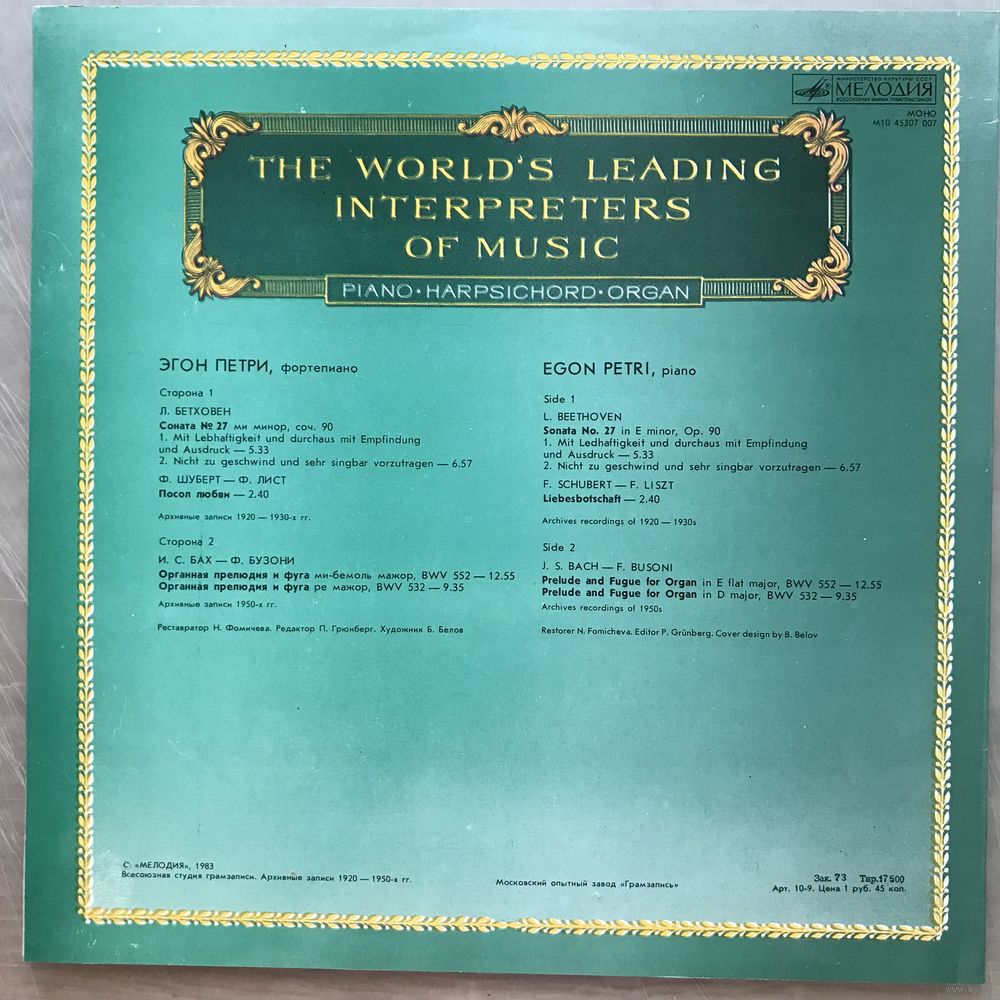 МИНИСТЕРСТВО КУЛЬТУРЫ СССР
МЕЛОДИЯ
ВСЕСОЮЗНАЯ ФИРМА ГРАМПЛАСТИНОК
МОНО
М10 45307 007
THE WORLD'S LEADING
INTERPRETERS
OF MUSIC
PIANO·HARPSICHORD·ORGAN
ЭГОН ПЕТРИ, фортепиано
Сторона 1
Л. БЕТХОВЕН
Соната № 27 ми минор, соч. 90
1. Mit Lebhaftigkeit und durchaus mit Empfindung
und Ausdruck — 5.33
2. Nicht zu geschwind und sehr singbar vorzutragen — 6.57
Ф. ШУБЕРТ — Ф. ЛИСТ
Посол любви — 2.40
Архивные записи 1920 — 1930-х гг.
Сторона 2
И. С. БАХ — Ф. БУЗОНИ
Органная прелюдия и фуга ми-бемоль мажор, BWV 552 — 12.55
Органная прелюдия и фуга ре мажор, BWV 532 — 9.35
Архивные записи 1950-х гг.
Реставратор Н. Фомичева. Редактор П. Грюнберг. Художник Б. Белов
EGON PETRI, piano
Side 1
L. BEETHOVEN
Sonata No. 27 in E minor, Op. 90
1. Mit Ledhaftigkeit und durchaus mit Empfindung
und Ausdruck — 5.33
2. Nicht zu geschwind und sehr singbar vorzutragen — 6.57
F. SCHUBERT — F. LISZT
Liebesbotschaft — 2.40
Archives recordings of 1920 — 1930s
Side 2
J. S. BACH — F. BUSONI
Prelude and Fugue for Organ in E flat major, BWV 552 — 12.55
Prelude and Fugue for Organ in D major, BWV 532 — 9.35
Archives recordings of 1950s
Restorer N. Fomicheva. Editor P. Grünberg. Cover design by B. Belov
© «МЕЛОДИЯ», 1983
Всесоюзная студия грамзаписи. Архивные записи 1920 — 1950-х гг.
Московский опытный завод «Грамзапись»
Зак. 73 Тир. 17 500
Арт. 10-9. Цена 1 руб. 45 коп.